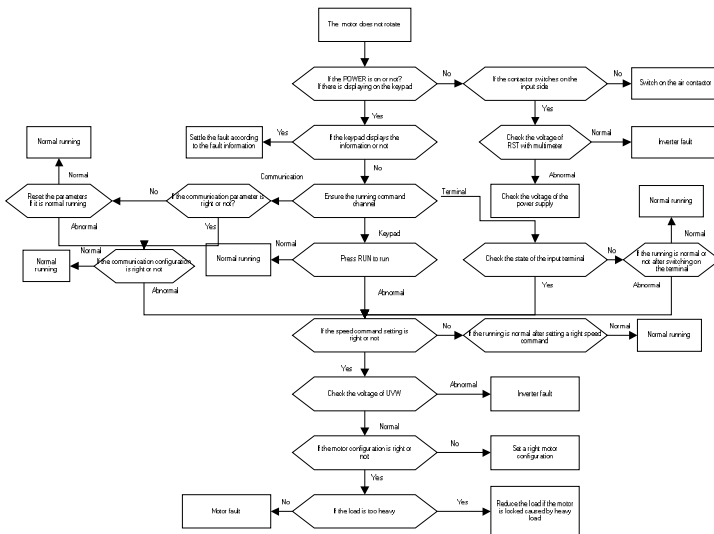 The motor does not rotate
If the POWER is on or not?
If there is displaying on the keypad
No
If the contactor switches on the
input side
No
Switch on the air contactor
Yes
Yes
Settle the fault according
to the fault information
Yes
If the keypad displays the
information or not
Check the voltage of
RST with multimeter
Normal
Inverter fault
Normal running
Normal
No
Abnormal
Communication
Reset the parameters
If it is normal running
No
If the communication parameter is
right or not?
Ensure the running command
channel
Terminal
Check the voltage of the
power supply
Normal running
Abnormal
Yes
Keypad
Normal
Normal
running
Normal
If the communication configuration
is right or not
Normal running
Normal
Press RUN to run
Check the state of the input terminal
No
If the running is normal or
not after switching on
the terminal
Abnormal
Abnormal
Yes
Abnormal
If the speed command setting is
right or not
No
If the running is normal after setting a right speed
command
Normal
Normal running
Yes
Check the voltage of UVW
Abnormal
Inverter fault
Normal
If the motor configuration is right or
not
No
Set a right motor
configuration
Yes
Motor fault
No
If the load is too heavy
Yes
Reduce the load if the motor
is locked caused by heavy
load